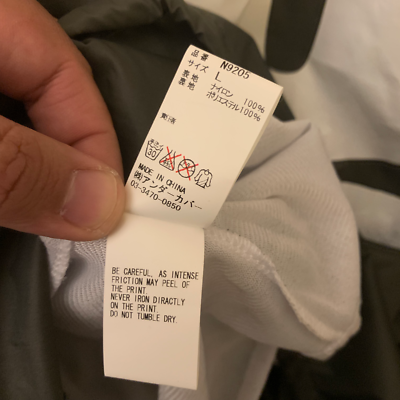 品番 N9205
サイズ L
表地 ナイロン 100%
裏地 ポリエステル100%
MADE IN CHINA
㈱アンダーカバー
03-3470-0850
BE CAREFUL, AS INTENSE
FRICTION MAY PEEL OF
THE PRINT.
NEVER IRON DIRACTLY
ON THE PRINT.
DO NOT TUMBLE DRY.